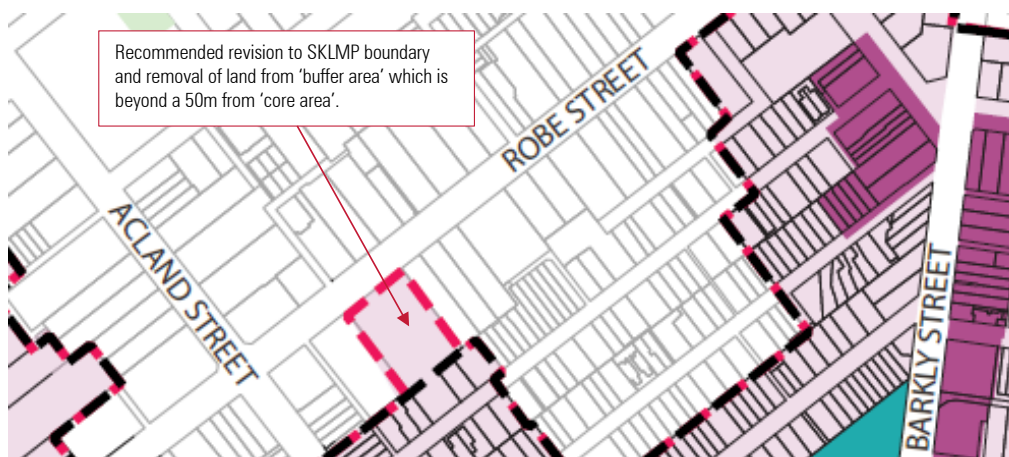 Recommended revision to SKLMP boundary
and removal of land from ‘buffer area’ which is
beyond a 50m from ‘core area’.
ROBE STREET
ACLAND STREET
BARKLY STREET